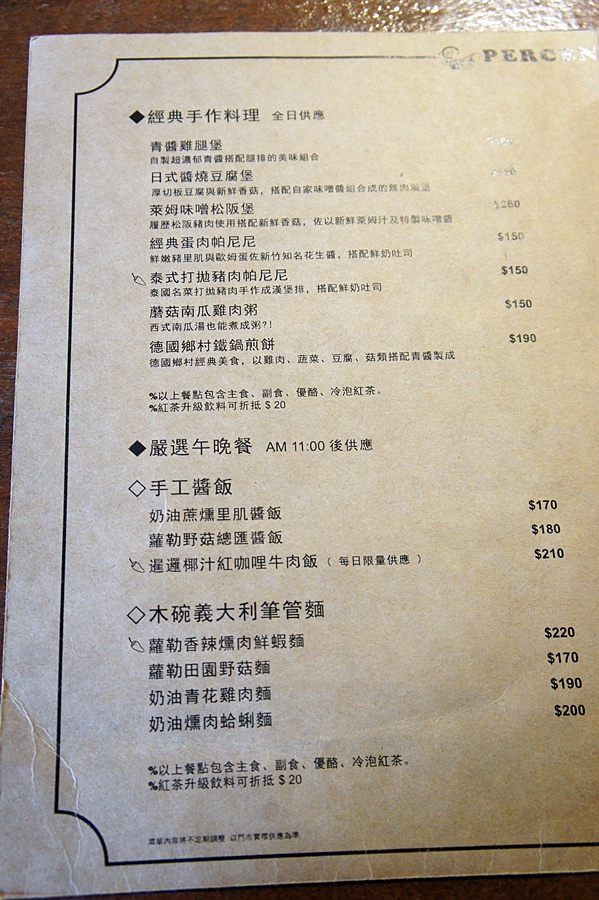 PERC
◆經典手作料理 全日供應
青醬雞腿堡
自製超濃郁青醬搭配腿排的美味組合
日式醬燒豆腐堡
厚切板豆腐與新鮮香菇，搭配自家味噌醬組合成的無肉漢堡
萊姆味噌松阪堡 $260
履歷松阪豬肉使用搭配新鮮香菇，佐以新鮮萊姆汁及特製味噌醬
經典蛋肉帕尼尼 $150
鮮嫩豬里肌與歐姆蛋佐新竹知名花生醬，搭配鮮奶吐司
泰式打拋豬肉帕尼尼 $150
泰國名菜打拋豬肉手作成漢堡排，搭配鮮奶吐司
蘑菇南瓜雞肉粥 $150
西式南瓜湯也能煮成粥?!
德國鄉村鐵鍋煎餅 $190
德國鄉村經典美食，以雞肉、蔬菜、豆腐、菇類搭配青醬製成
%以上餐點包含主食、副食、優酪、冷泡紅茶。
%紅茶升級飲料可折抵 $ 20
◆嚴選午晚餐 AM 11:00 後供應
◇手工醬飯
奶油蔗燻里肌醬飯 $170
蘿勒野菇總匯醬飯 $180
暹邏椰汁紅咖哩牛肉飯（ 每日限量供應 ） $210
◇木碗義大利筆管麵
蘿勒香辣燻肉鮮蝦麵 $220
蘿勒田園野菇麵 $170
奶油青花雞肉麵 $190
奶油燻肉蛤蜊麵 $200
%以上餐點包含主食、副食、優酪、冷泡紅茶。
%紅茶升級飲料可折抵 $ 20
菜單內容將不定期調整 以門市實際供應為準